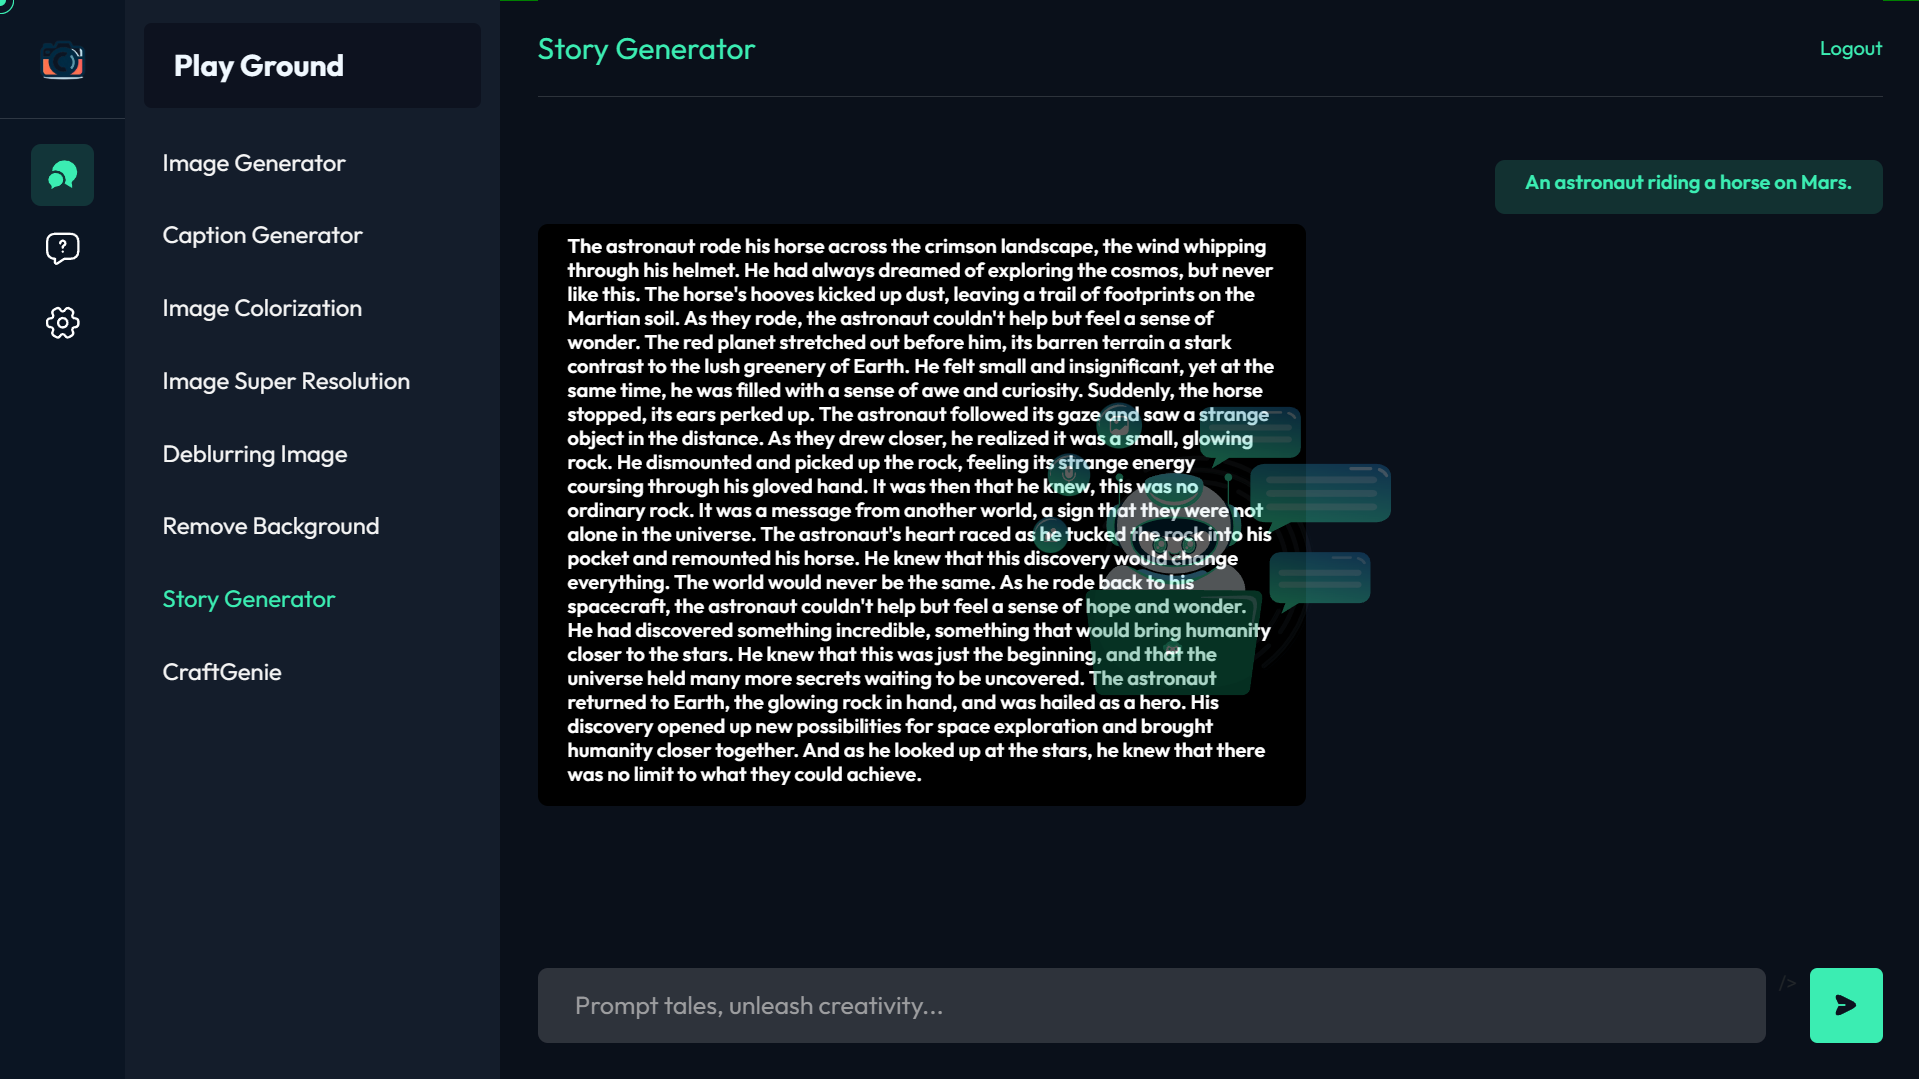 Play Ground
Image Generator
Caption Generator
Image Colorization
Image Super Resolution
Deblurring Image
Remove Background
Story Generator
CraftGenie
Story Generator
Logout
An astronaut riding a horse on Mars.
The astronaut rode his horse across the crimson landscape, the wind whipping
through his helmet. He had always dreamed of exploring the cosmos, but never
like this. The horse's hooves kicked up dust, leaving a trail of footprints on the
Martian soil. As they rode, the astronaut couldn't help but feel a sense of
wonder. The red planet stretched out before him, its barren terrain a stark
contrast to the lush greenery of Earth. He felt small and insignificant, yet at the
same time, he was filled with a sense of awe and curiosity. Suddenly, the horse
stopped, its ears perked up. The astronaut followed its gaze and saw a strange
object in the distance. As they drew closer, he realized it was a small, glowing
rock. He dismounted and picked up the rock, feeling its strange energy
coursing through his gloved hand. It was then that he knew, this was no
ordinary rock. It was a message from another world, a sign that they were not
alone in the universe. The astronaut's heart raced as he tucked the rock into his
pocket and remounted his horse. He knew that this discovery would change
everything. The world would never be the same. As he rode back to his
spacecraft, the astronaut couldn't help but feel a sense of hope and wonder.
He had discovered something incredible, something that would bring humanity
closer to the stars. He knew that this was just the beginning, and that the
universe held many more secrets waiting to be uncovered. The astronaut
returned to Earth, the glowing rock in hand, and was hailed as a hero. His
discovery opened up new possibilities for space exploration and brought
humanity closer together. And as he looked up at the stars, he knew that there
was no limit to what they could achieve.
Prompt tales, unleash creativity...
/>